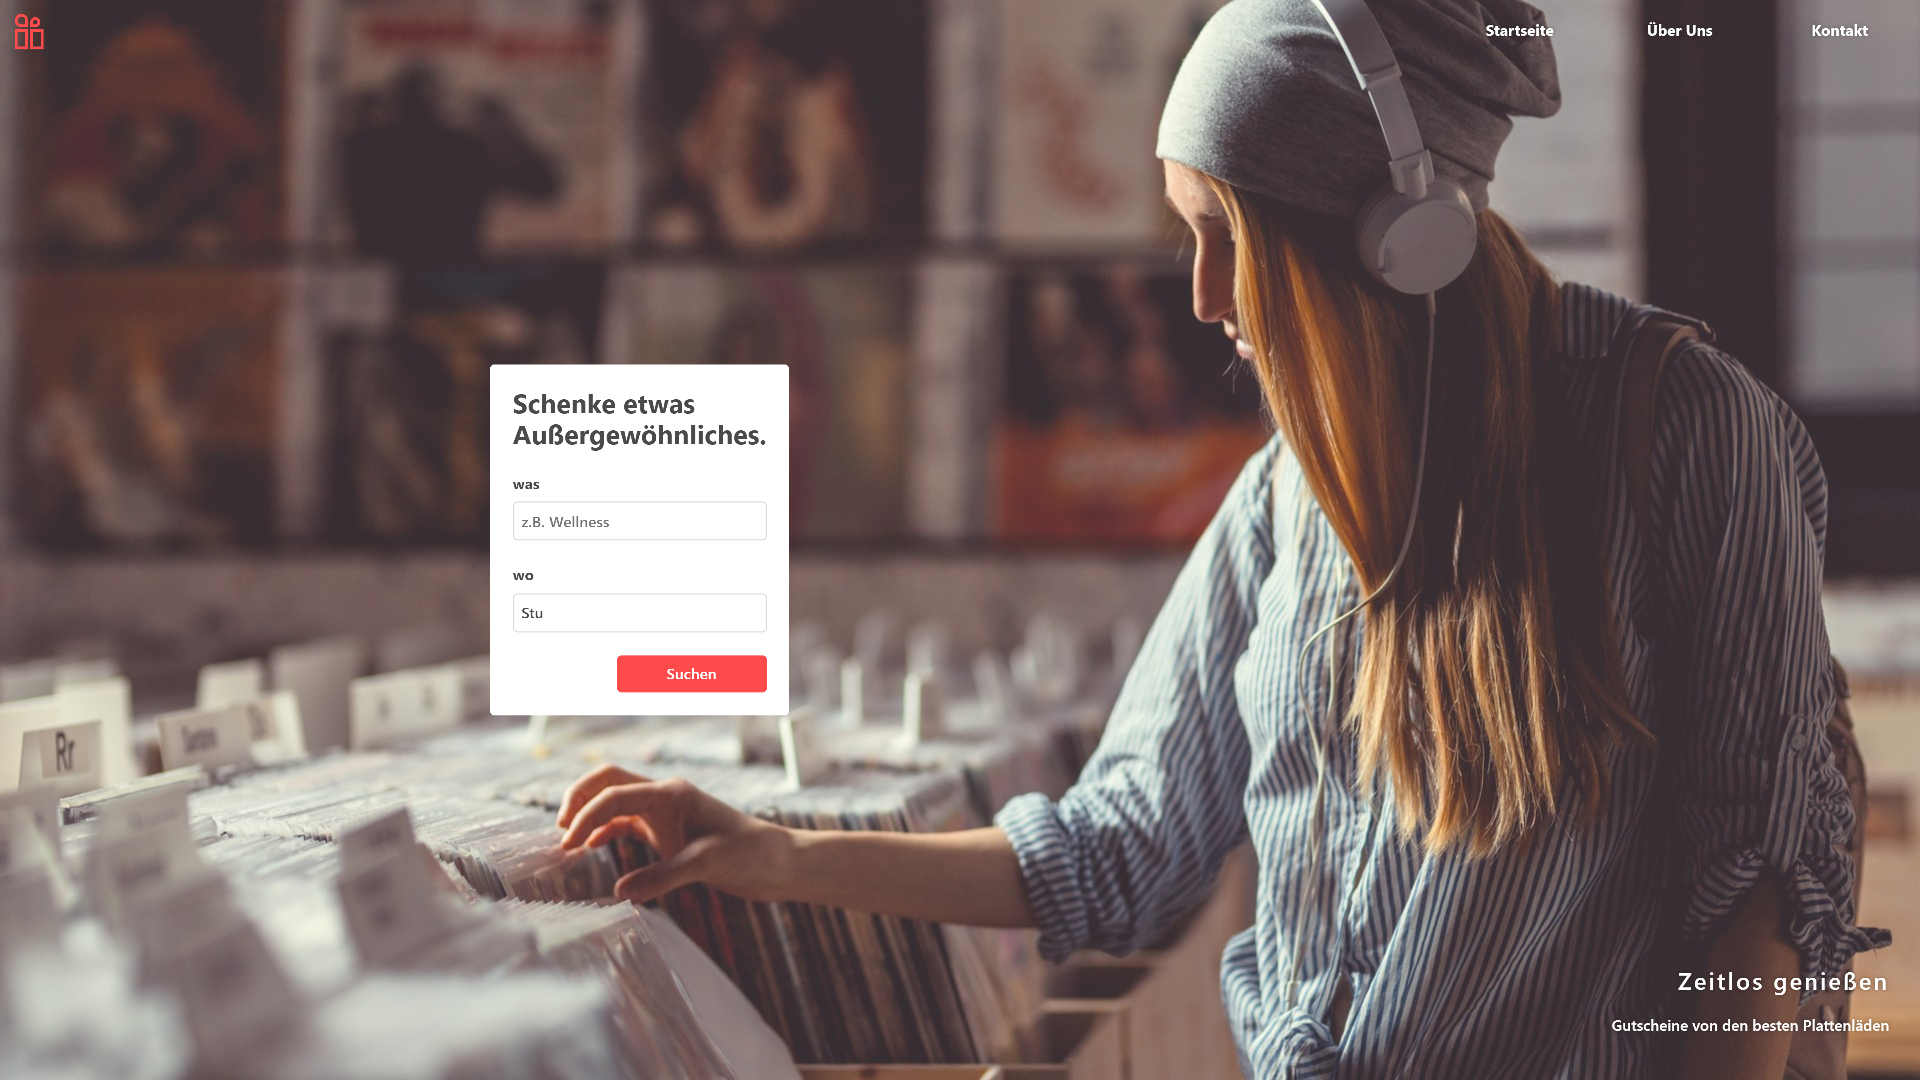 Startseite
Über Uns
Kontakt
Schenke etwas
Außergewöhnliches.
was
z.B. Wellness
wo
Stu
Suchen
Rr
Zeitlos genießen
Gutscheine von den besten Plattenläden